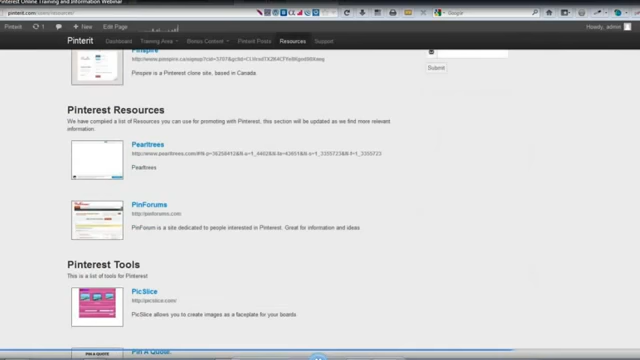 Pinterest Online Training and Information Webinar
Google
Pinterit
1
New
Edit Page
Howdy, admin
Pinterit
Dashboard
Training Area
Bonus Content
Pinterit Posts
Resources
Support
Pinspire
Pinspire is a Pinterest clone site, based in Canada.
Submit
Pinterest Resources
We have compiled a list of Resources you can use for promoting with Pinterest, this section will be updated as we find more relevant
information.
Pearltrees
Pearltrees
PinForums
http://pinforums.com
PinForum is a site dedicated to people interested in Pinterest. Great for information and ideas
Pinterest Tools
This is a list of tools for Pinterest
PicSlice
http://picslice.com/
PicSlice allows you to create images as a faceplate for your boards.
PIN A QUOTE
Pin A Quote